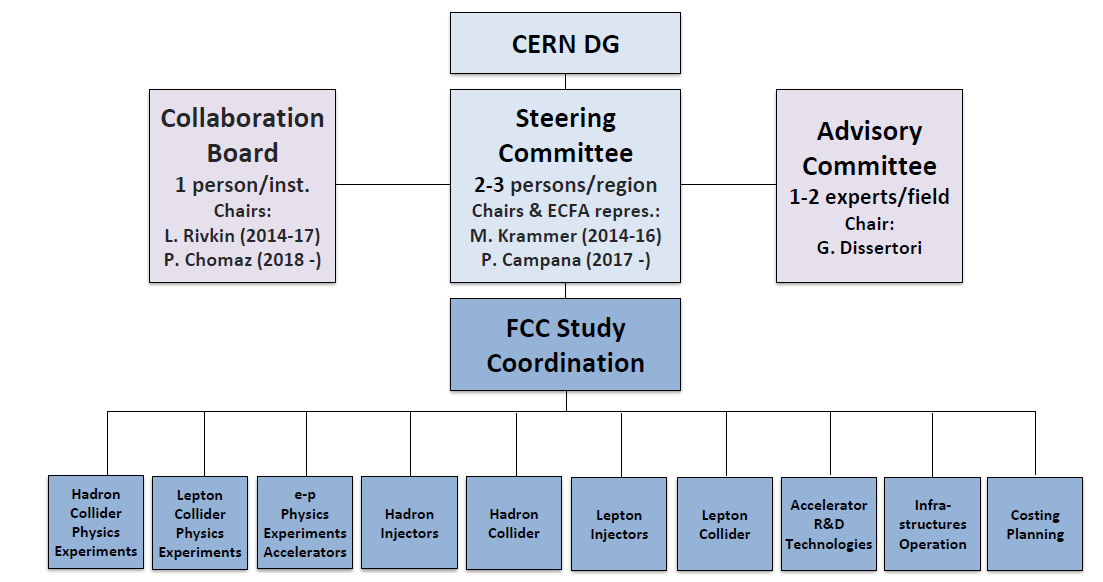 CERN DG
Collaboration
Board
1 person/inst.
Chairs:
L. Rivkin (2014-17)
P. Chomaz (2018 -)
Steering
Committee
2-3 persons/region
Chairs & ECFA repres.:
M. Krammer (2014-16)
P. Campana (2017 -)
Advisory
Committee
1-2 experts/field
Chair:
G. Dissertori
FCC Study
Coordination
Hadron
Collider
Physics
Experiments
Lepton
Collider
Physics
Experiments
e-p
Physics
Experiments
Accelerators
Hadron
Injectors
Hadron
Collider
Lepton
Injectors
Lepton
Collider
Accelerator
R&D
Technologies
Infra-
structures
Operation
Costing
Planning